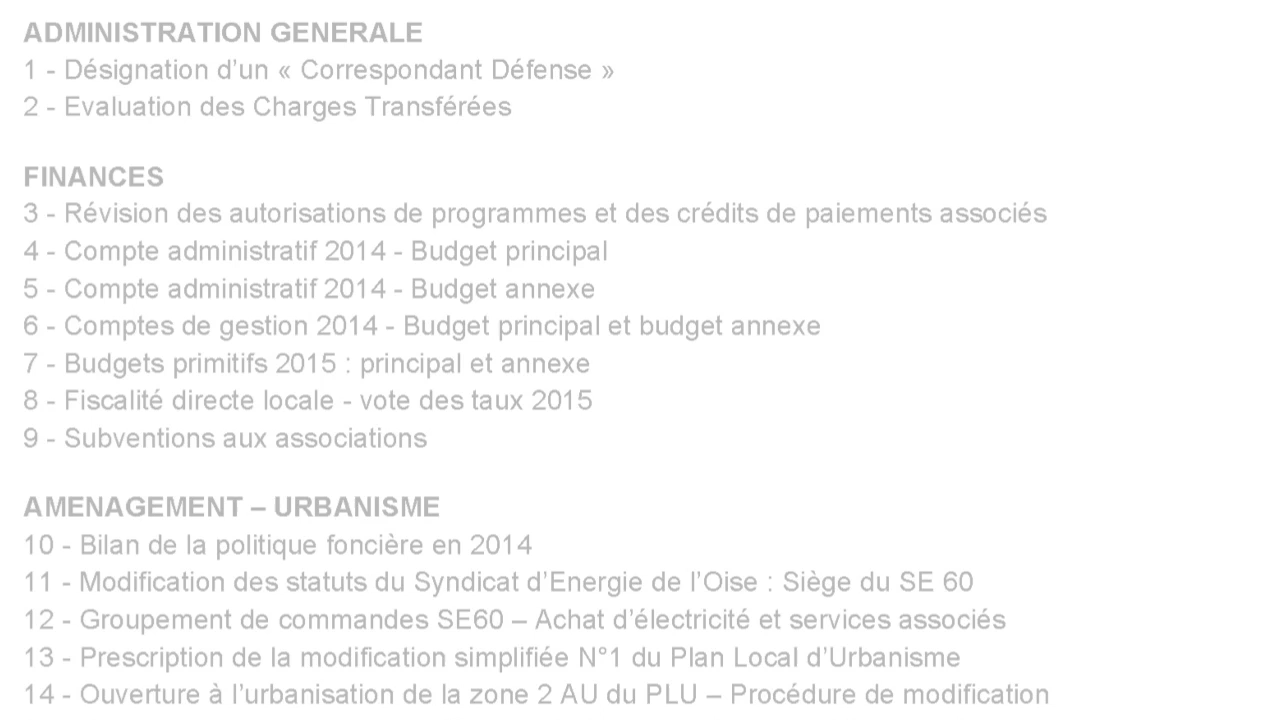 ADMINISTRATION GENERALE
1 - Désignation d’un « Correspondant Défense »
2 - Evaluation des Charges Transférées
FINANCES
3 - Révision des autorisations de programmes et des crédits de paiements associés
4 - Compte administratif 2014 - Budget principal
5 - Compte administratif 2014 - Budget annexe
6 - Comptes de gestion 2014 - Budget principal et budget annexe
7 - Budgets primitifs 2015 : principal et annexe
8 - Fiscalité directe locale - vote des taux 2015
9 - Subventions aux associations
AMENAGEMENT – URBANISME
10 - Bilan de la politique foncière en 2014
11 - Modification des statuts du Syndicat d’Energie de l’Oise : Siège du SE 60
12 - Groupement de commandes SE60 – Achat d’électricité et services associés
13 - Prescription de la modification simplifiée N°1 du Plan Local d’Urbanisme
14 - Ouverture à l’urbanisation de la zone 2 AU du PLU – Procédure de modification